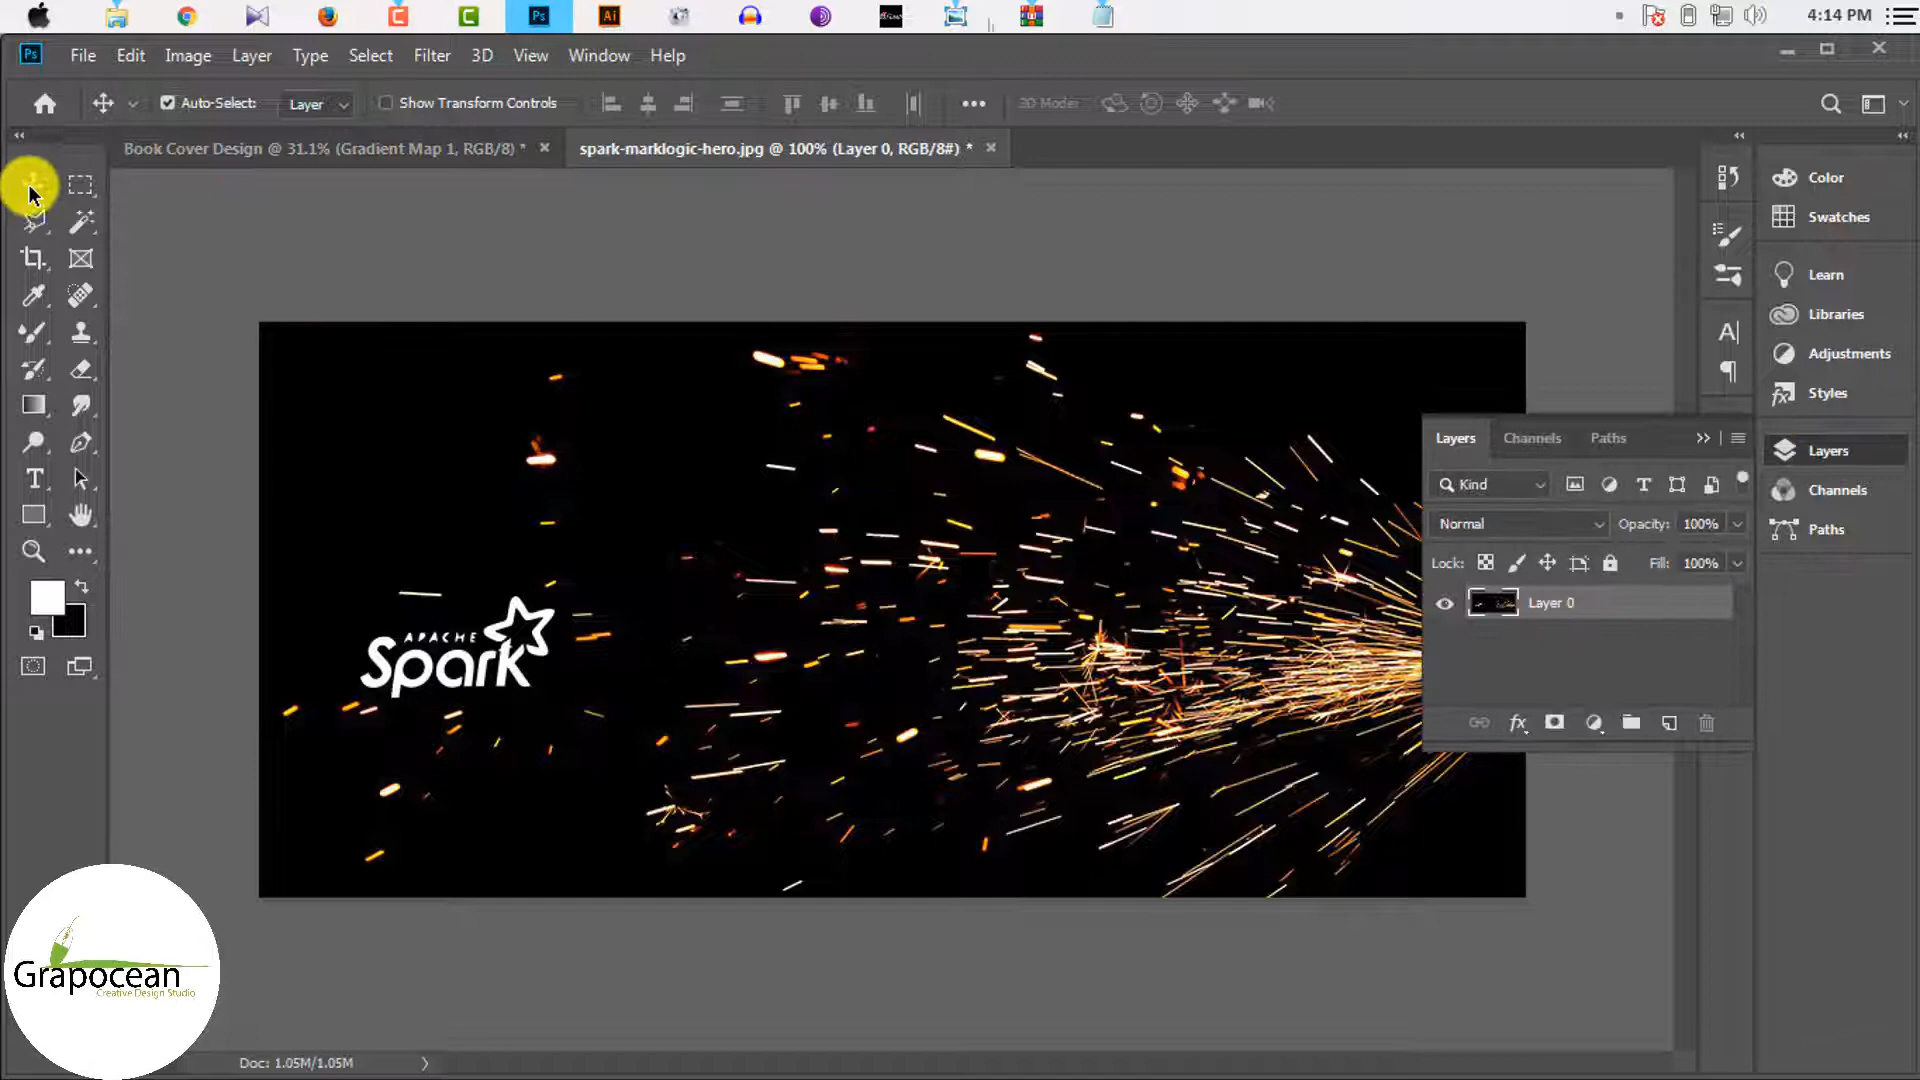 4:14 PM
Ps File Edit Image Layer Type Select Filter 3D View Window Help
Auto-Select: Layer Show Transform Controls 3D Mode:
Book Cover Design @ 31.1% (Gradient Map 1, RGB/8) * spark-marklogic-hero.jpg @ 100% (Layer 0, RGB/8#) *
Color
Swatches
Learn
Libraries
Adjustments
Styles
Layers
Channels
Paths
Layers Channels Paths
Kind
Normal Opacity: 100%
Lock: Fill: 100%
Layer 0
APACHE
Spark
Grapocean
Creative Design Studio
Doc: 1.05M/1.05M